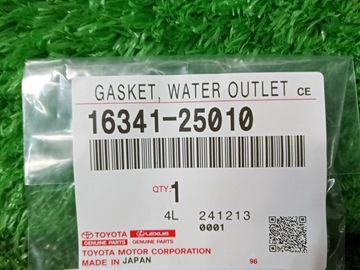 GASKET, WATER OUTLET CE
16341-25010
QTY:1
4L 241213
0001
TOYOTA LEXUS
GENUINE PARTS GENUINE PARTS
TOYOTA MOTOR CORPORATION
MADE IN JAPAN 96